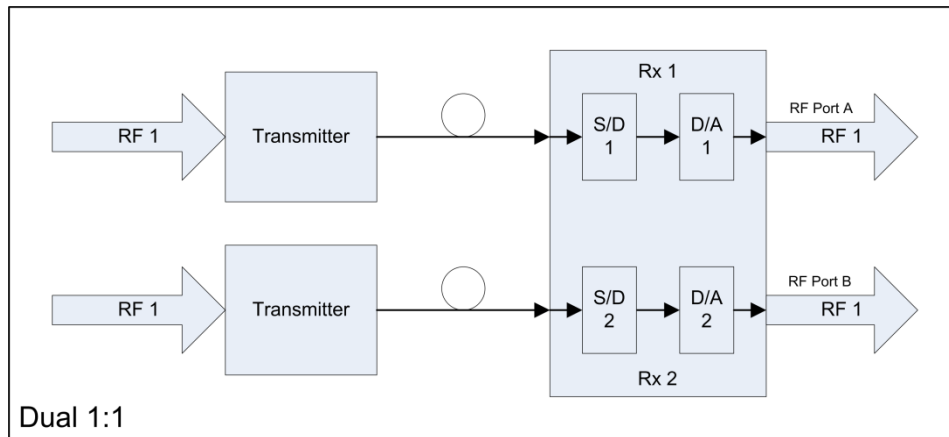 Rx 1
RF 1
Transmitter
S/D
1
D/A
1
RF Port A
RF 1
RF 1
Transmitter
S/D
2
D/A
2
RF Port B
RF 1
Rx 2
Dual 1:1